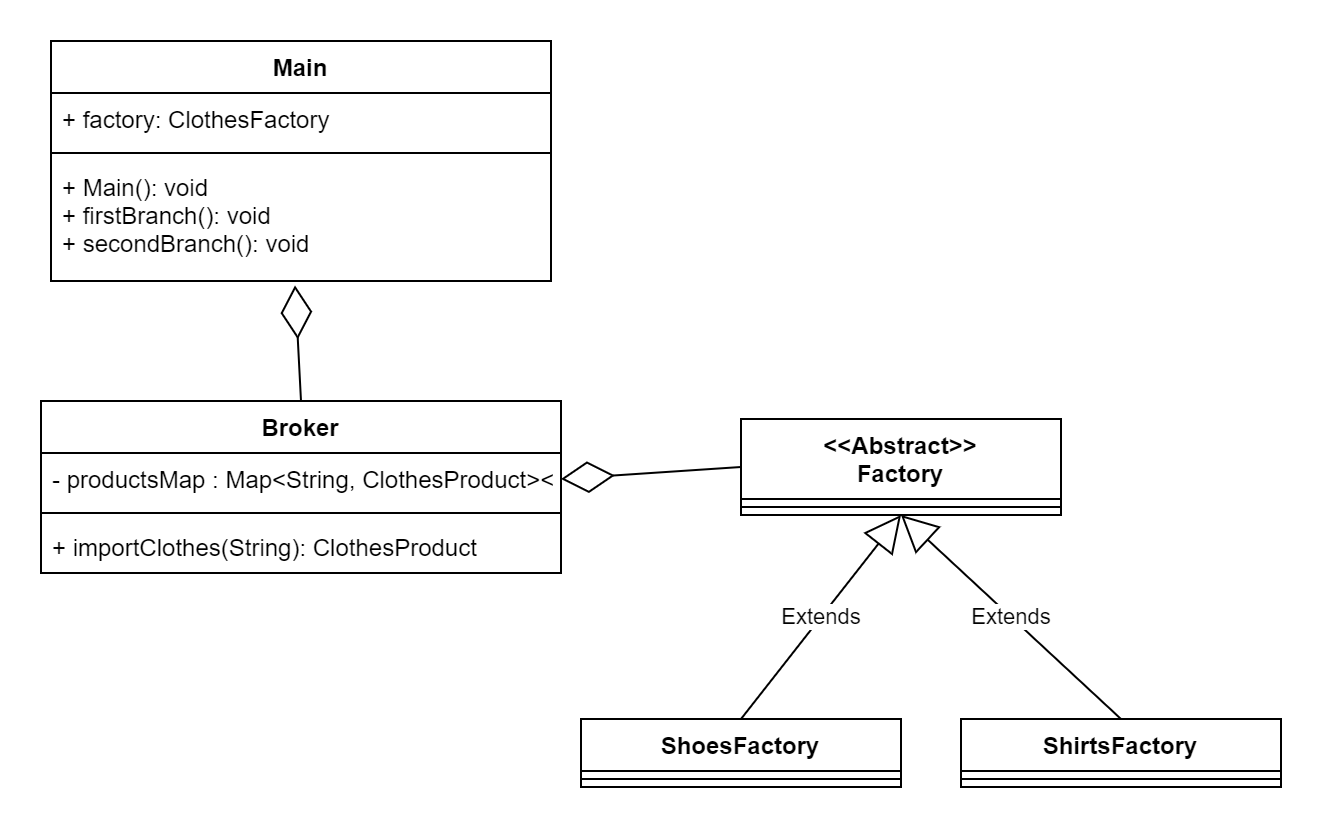 Main
+ factory: ClothesFactory
+ Main(): void
+ firstBranch(): void
+ secondBranch(): void
Broker
- productsMap : Map<String, ClothesProduct><
+ importClothes(String): ClothesProduct
<<Abstract>>
Factory
Extends
Extends
ShoesFactory
ShirtsFactory